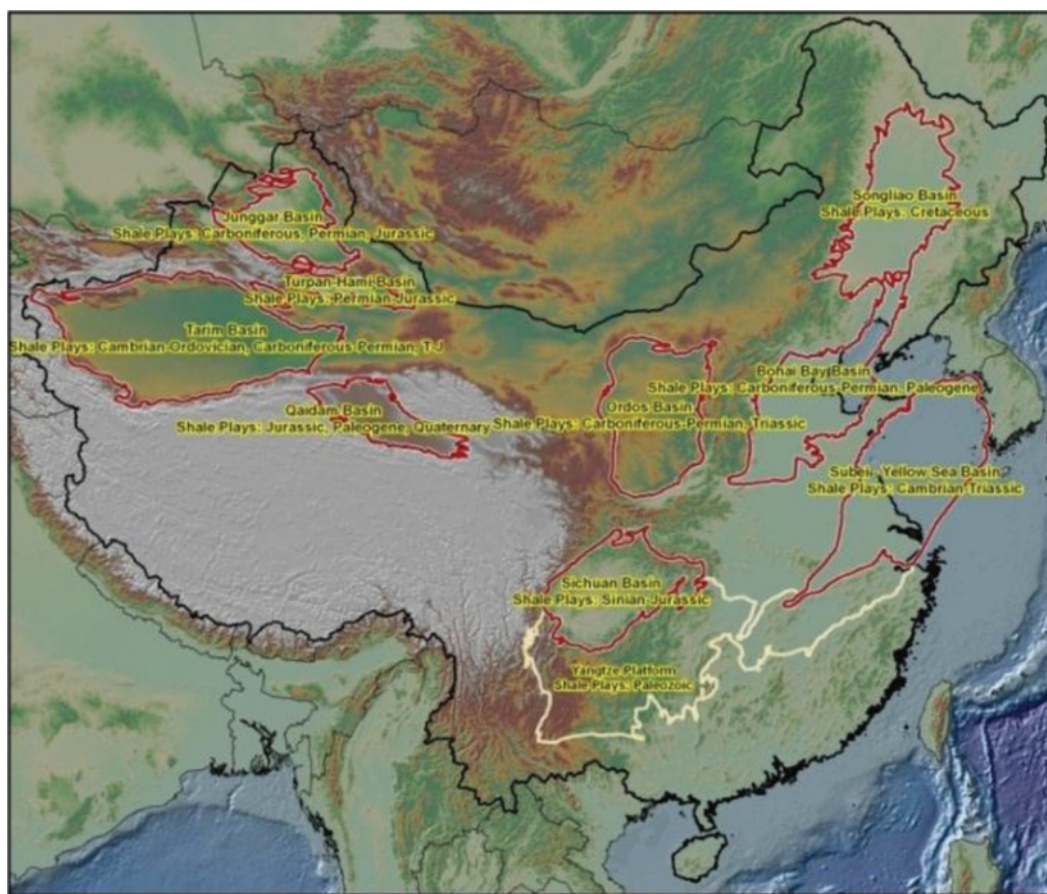 Songliao Basin
Shale Plays: Cretaceous
Junggar Basin
Shale Plays: Carboniferous, Permian, Jurassic
Turpan-Hami Basin
Shale Plays: Permian-Jurassic
Tarim Basin
Shale Plays: Cambrian-Ordovician, Carboniferous-Permian, T-J
Bohai Bay Basin
Shale Plays: Carboniferous-Permian, Paleogene
Qaidam Basin
Shale Plays: Jurassic, Paleogene, Quaternary
Ordos Basin
Shale Plays: Carboniferous-Permian, Triassic
Subei- Yellow Sea Basin
Shale Plays: Cambrian-Triassic
Sichuan Basin
Shale Plays: Sinian-Jurassic
Yangtze Platform
Shale Plays: Paleozoic